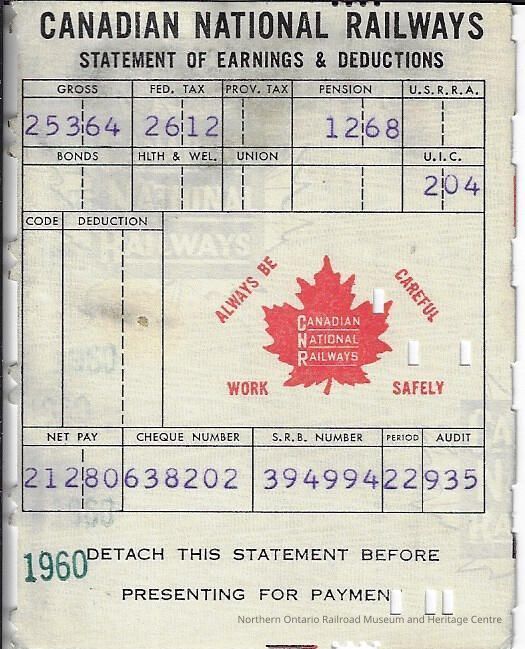 CANADIAN NATIONAL RAILWAYS
STATEMENT OF EARNINGS & DEDUCTIONS
GROSS FED. TAX PROV. TAX PENSION U.S.R.R.A.
25364 2612 1268
BONDS HLTH & WEL. UNION U.I.C.
204
CODE DEDUCTION
ALWAYS BE CAREFUL
CANADIAN
NATIONAL
RAILWAYS
WORK SAFELY
NET PAY CHEQUE NUMBER S.R.B. NUMBER PERIOD AUDIT
21280 638202 394994 22 935
1960 DETACH THIS STATEMENT BEFORE
PRESENTING FOR PAYMEN
Northern Ontario Railroad Museum and Heritage Centre